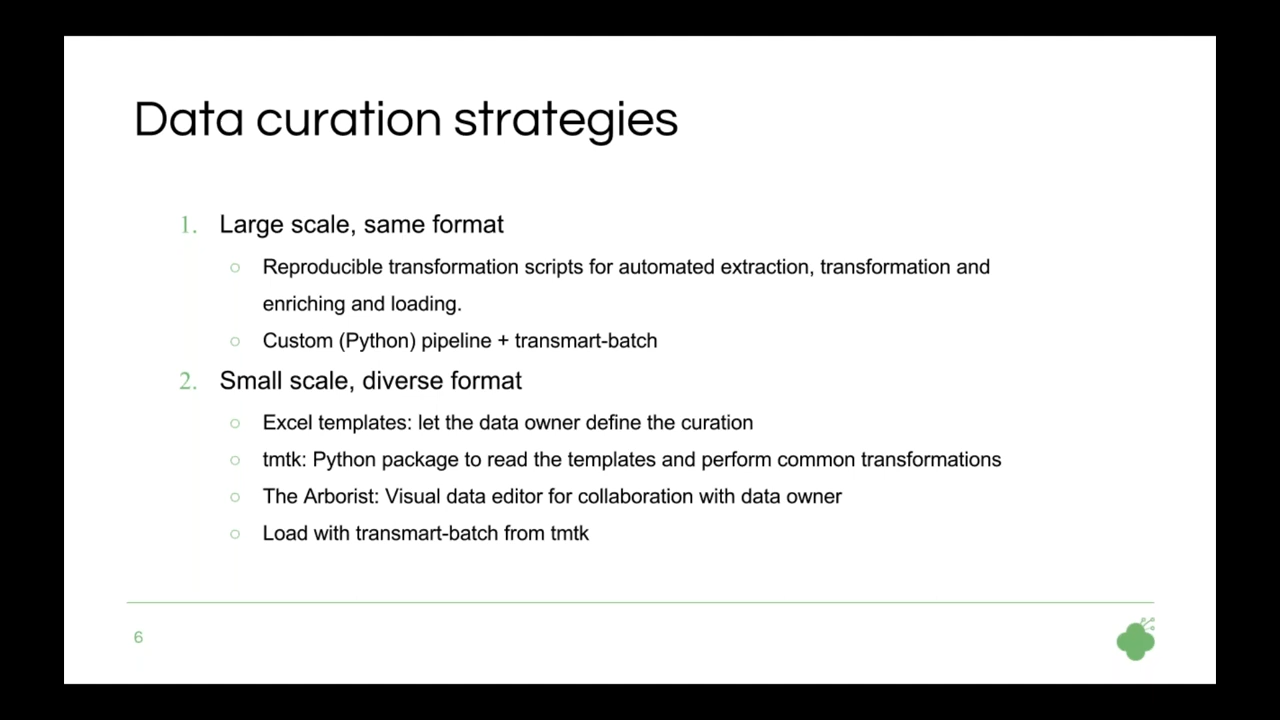 Data curation strategies
1. Large scale, same format
○ Reproducible transformation scripts for automated extraction, transformation and
enriching and loading.
○ Custom (Python) pipeline + transmart-batch
2. Small scale, diverse format
○ Excel templates: let the data owner define the curation
○ tmtk: Python package to read the templates and perform common transformations
○ The Arborist: Visual data editor for collaboration with data owner
○ Load with transmart-batch from tmtk
6